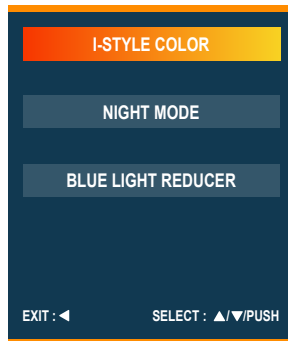 I-STYLE COLOR
NIGHT MODE
BLUE LIGHT REDUCER
EXIT : ◀ SELECT : ▲/▼/PUSH